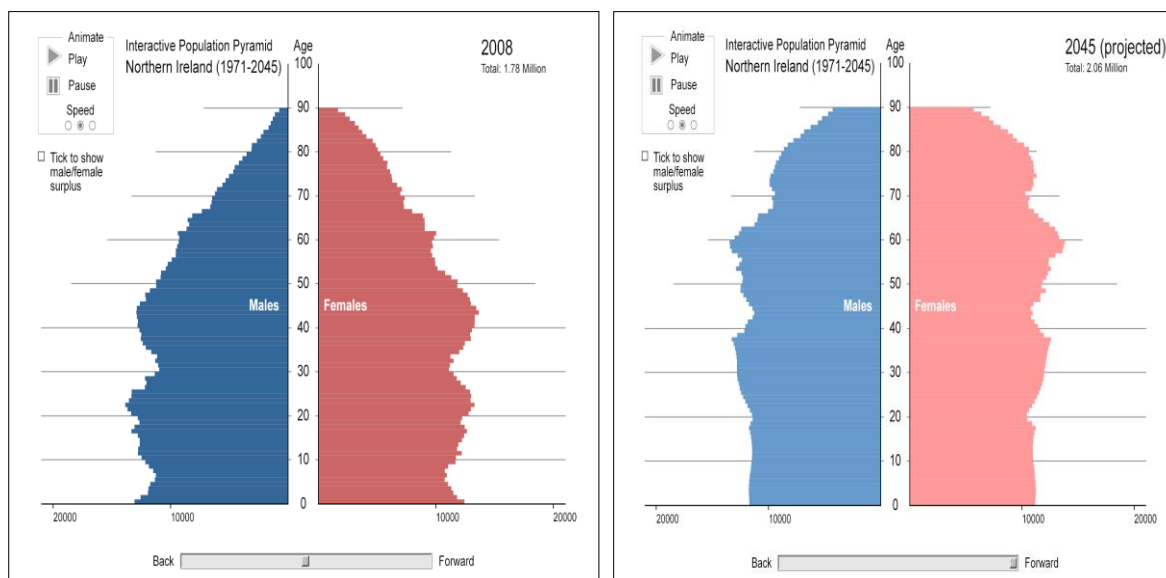 Animate
Play
Pause
Speed
Tick to show
male/female
surplus
Interactive Population Pyramid
Northern Ireland (1971-2045)
Age
2008
Total: 1.78 Million
100
90
80
70
60
50
40
30
20
10
0
Males
Females
20000
10000
10000
20000
Back
Forward
Animate
Play
Pause
Speed
Tick to show
male/female
surplus
Interactive Population Pyramid
Northern Ireland (1971-2045)
Age
2045 (projected)
Total: 2.06 Million
100
90
80
70
60
50
40
30
20
10
0
Males
Females
20000
10000
10000
20000
Back
Forward